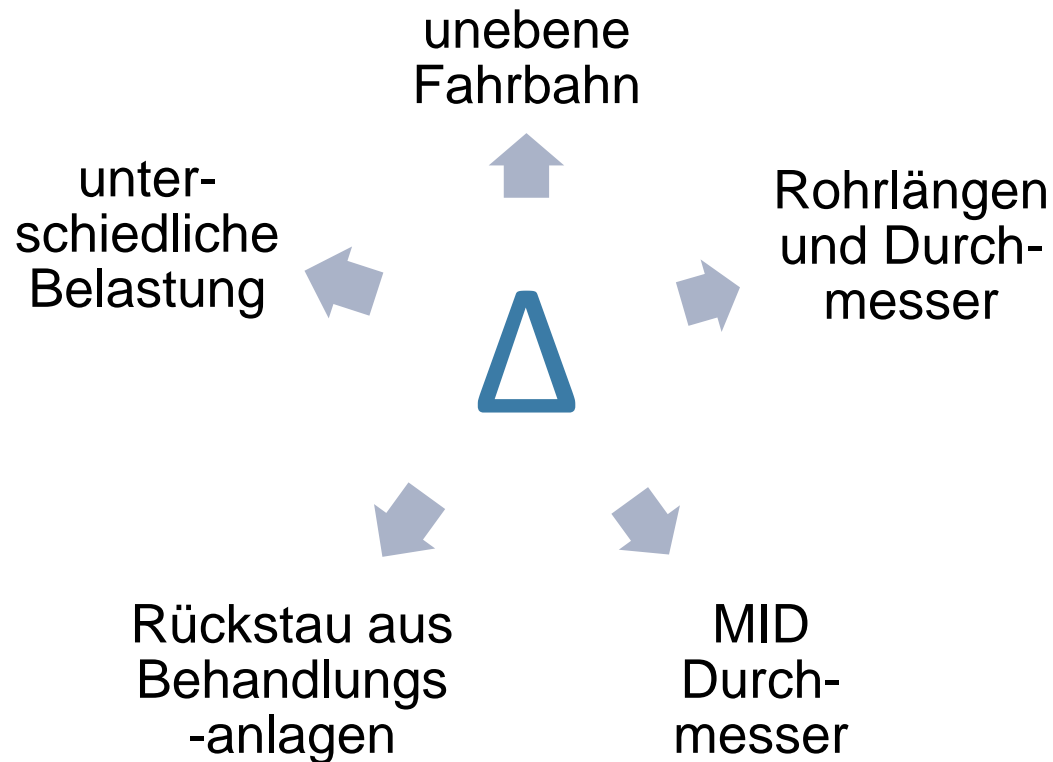 unebene
Fahrbahn
unter-
schiedliche
Belastung
Rohrlängen
und Durch-
messer
Δ
Rückstau aus
Behandlungs
-anlagen
MID
Durch-
messer